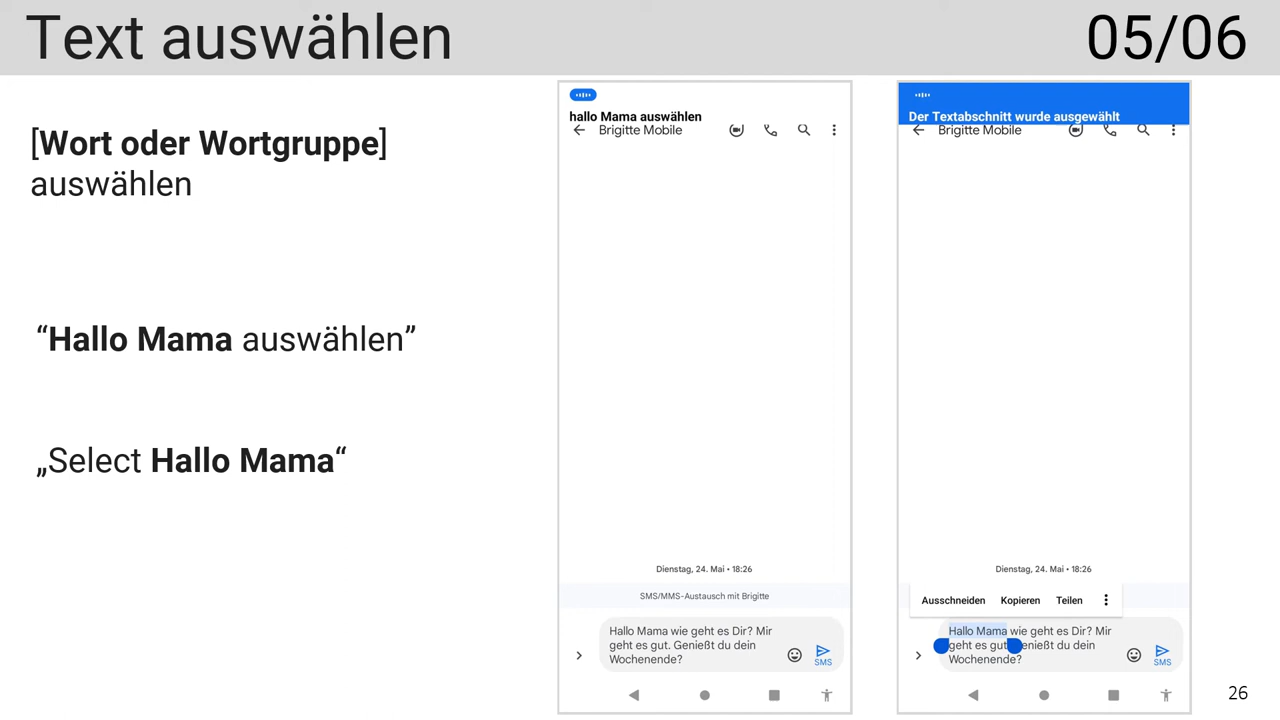 Text auswählen
05/06
[Wort oder Wortgruppe]
auswählen
“Hallo Mama auswählen”
„Select Hallo Mama“
hallo Mama auswählen
Brigitte Mobile
Dienstag, 24. Mai • 18:26
SMS/MMS-Austausch mit Brigitte
Hallo Mama wie geht es Dir? Mir
geht es gut. Genießt du dein
Wochenende?
SMS
Der Textabschnitt wurde ausgewählt
Brigitte Mobile
Dienstag, 24. Mai • 18:26
Ausschneiden Kopieren Teilen
Hallo Mama wie geht es Dir? Mir
geht es gut. Genießt du dein
Wochenende?
SMS
26